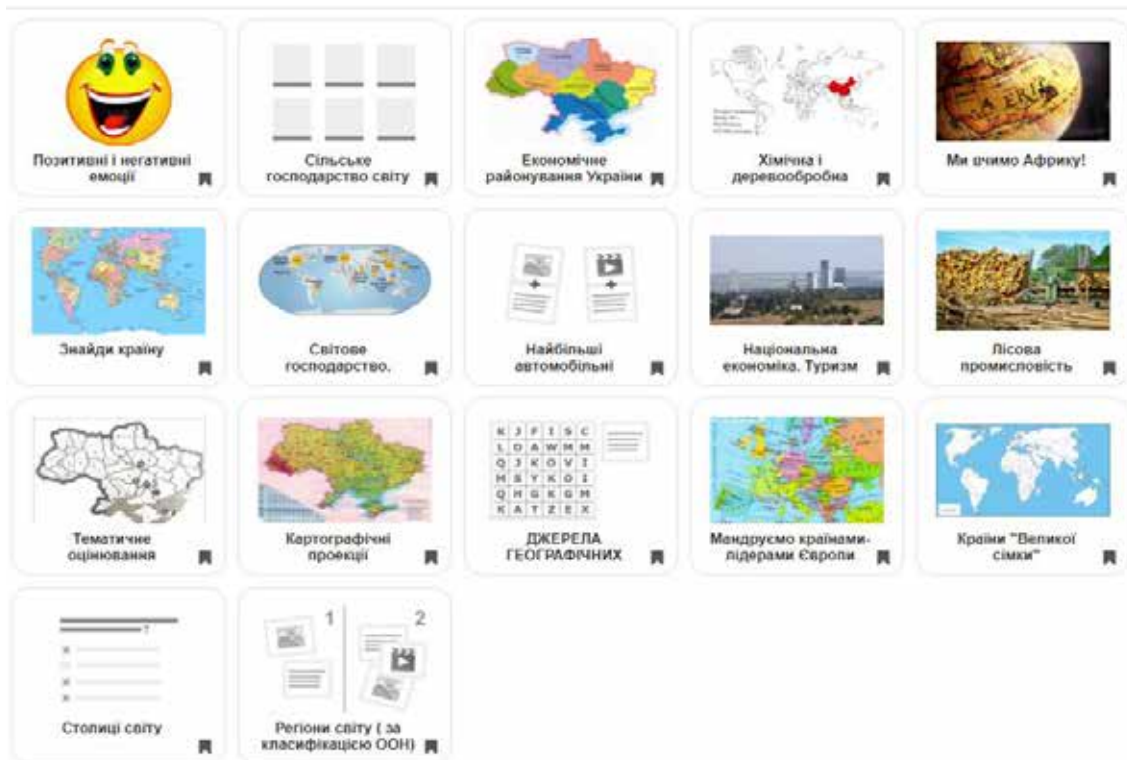 Позитивні і негативні
емоції
Сільське
господарство світу
Економічне
районування України
Хімічна і
деревообробна
Ми вчимо Африку!
Знайди країну
Світове
господарство.
Найбільші
автомобільні
Національна
економіка. Туризм
Лісова
промисловість
Тематичне
оцінювання
Картографічні
проекції
K J F I S C
L O A W M M
Q J K O V I
M S Y K O I
Q H G K G M
K A T Z E X
ДЖЕРЕЛА
ГЕОГРАФІЧНИХ
Мандруємо країнами-
лідерами Європи
Країни "Великої
сімки"
?
Столиці світу
1 2
Регіони світу ( за
класифікацією ООН)